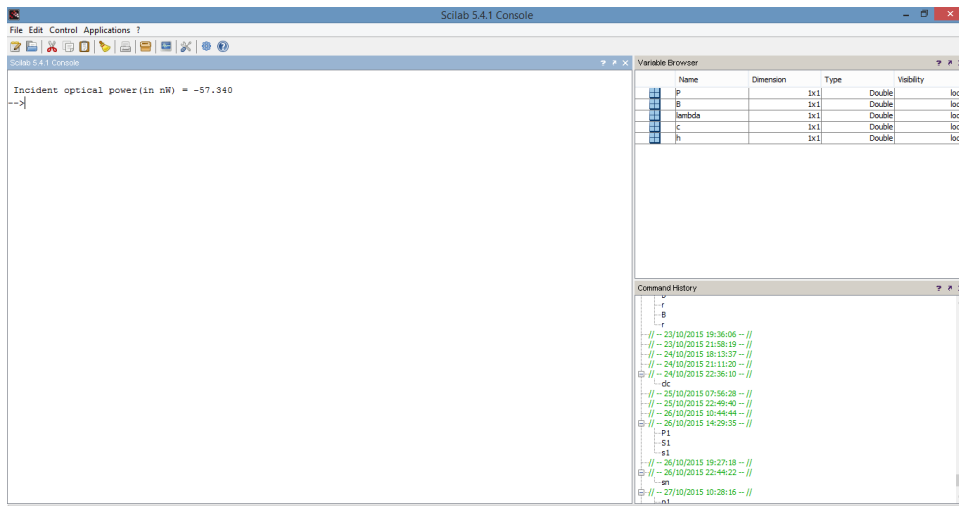 Scilab 5.4.1 Console
File Edit Control Applications ?
Scilab 5.4.1 Console
Incident optical power(in nW) = -57.340
-->
Variable Browser
Name Dimension Type Visibility
P 1x1 Double loc
B 1x1 Double loc
lambda 1x1 Double loc
c 1x1 Double loc
h 1x1 Double loc
Command History
r
B
r
// -- 23/10/2015 19:36:06 -- //
// -- 23/10/2015 21:58:19 -- //
// -- 24/10/2015 18:13:37 -- //
// -- 24/10/2015 21:11:20 -- //
// -- 24/10/2015 22:36:10 -- //
dc
// -- 25/10/2015 07:56:28 -- //
// -- 25/10/2015 22:49:40 -- //
// -- 26/10/2015 10:44:44 -- //
// -- 26/10/2015 14:29:35 -- //
P1
S1
s1
// -- 26/10/2015 19:27:18 -- //
// -- 26/10/2015 22:44:22 -- //
sn
// -- 27/10/2015 10:28:16 -- //